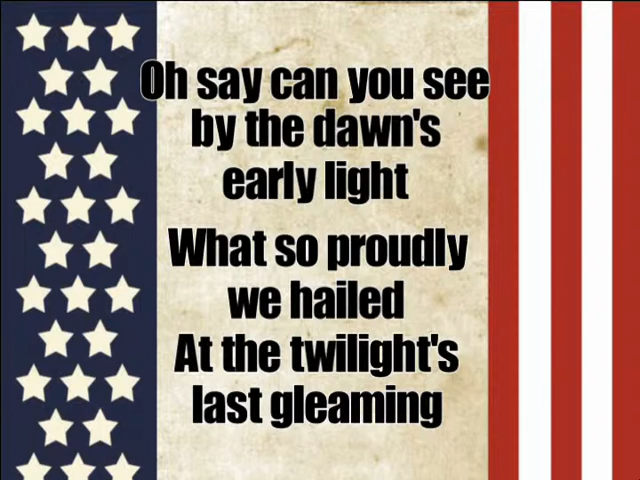 Oh say can you see
by the dawn's
early light
What so proudly
we hailed
At the twilight's
last gleaming